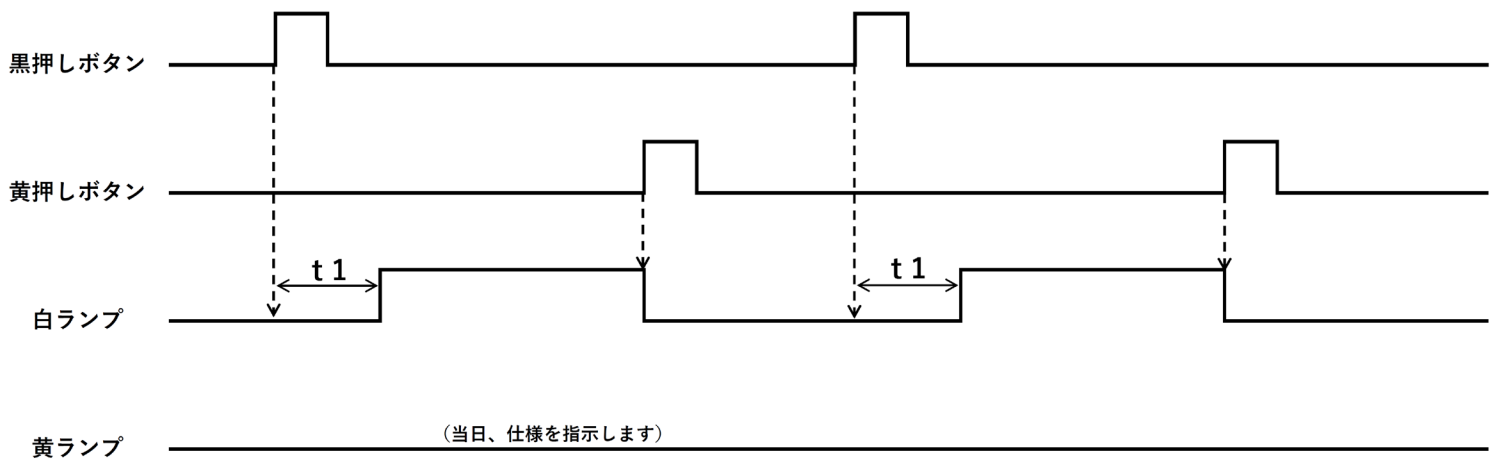 黒押しボタン
黄押しボタン
t 1
t 1
白ランプ
(当日、仕様を指示します)
黄ランプ